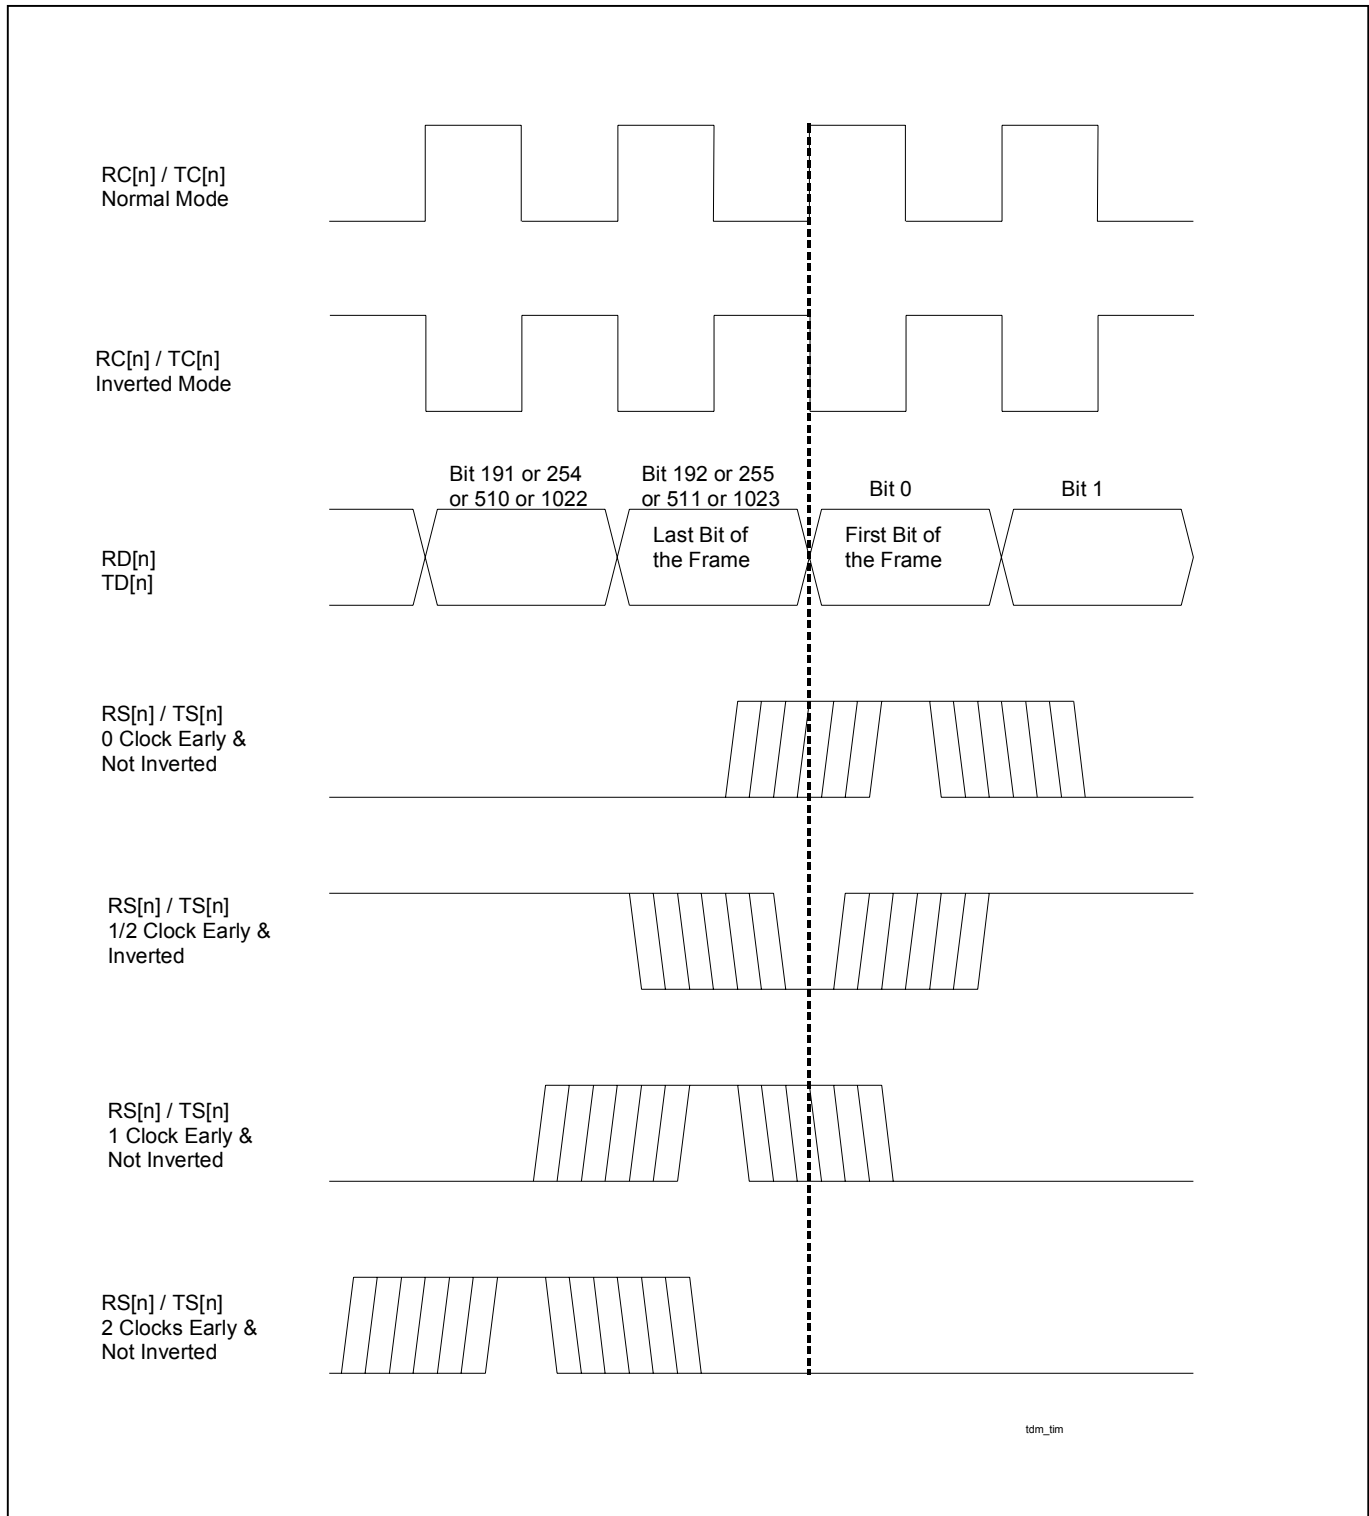 RC[n] / TC[n]
Normal Mode
RC[n] / TC[n]
Inverted Mode
Bit 191 or 254
or 510 or 1022
Bit 192 or 255
or 511 or 1023
Bit 0
Bit 1
Last Bit of
the Frame
First Bit of
the Frame
RD[n]
TD[n]
RS[n] / TS[n]
0 Clock Early &
Not Inverted
RS[n] / TS[n]
1/2 Clock Early &
Inverted
RS[n] / TS[n]
1 Clock Early &
Not Inverted
RS[n] / TS[n]
2 Clocks Early &
Not Inverted
tdm_tim